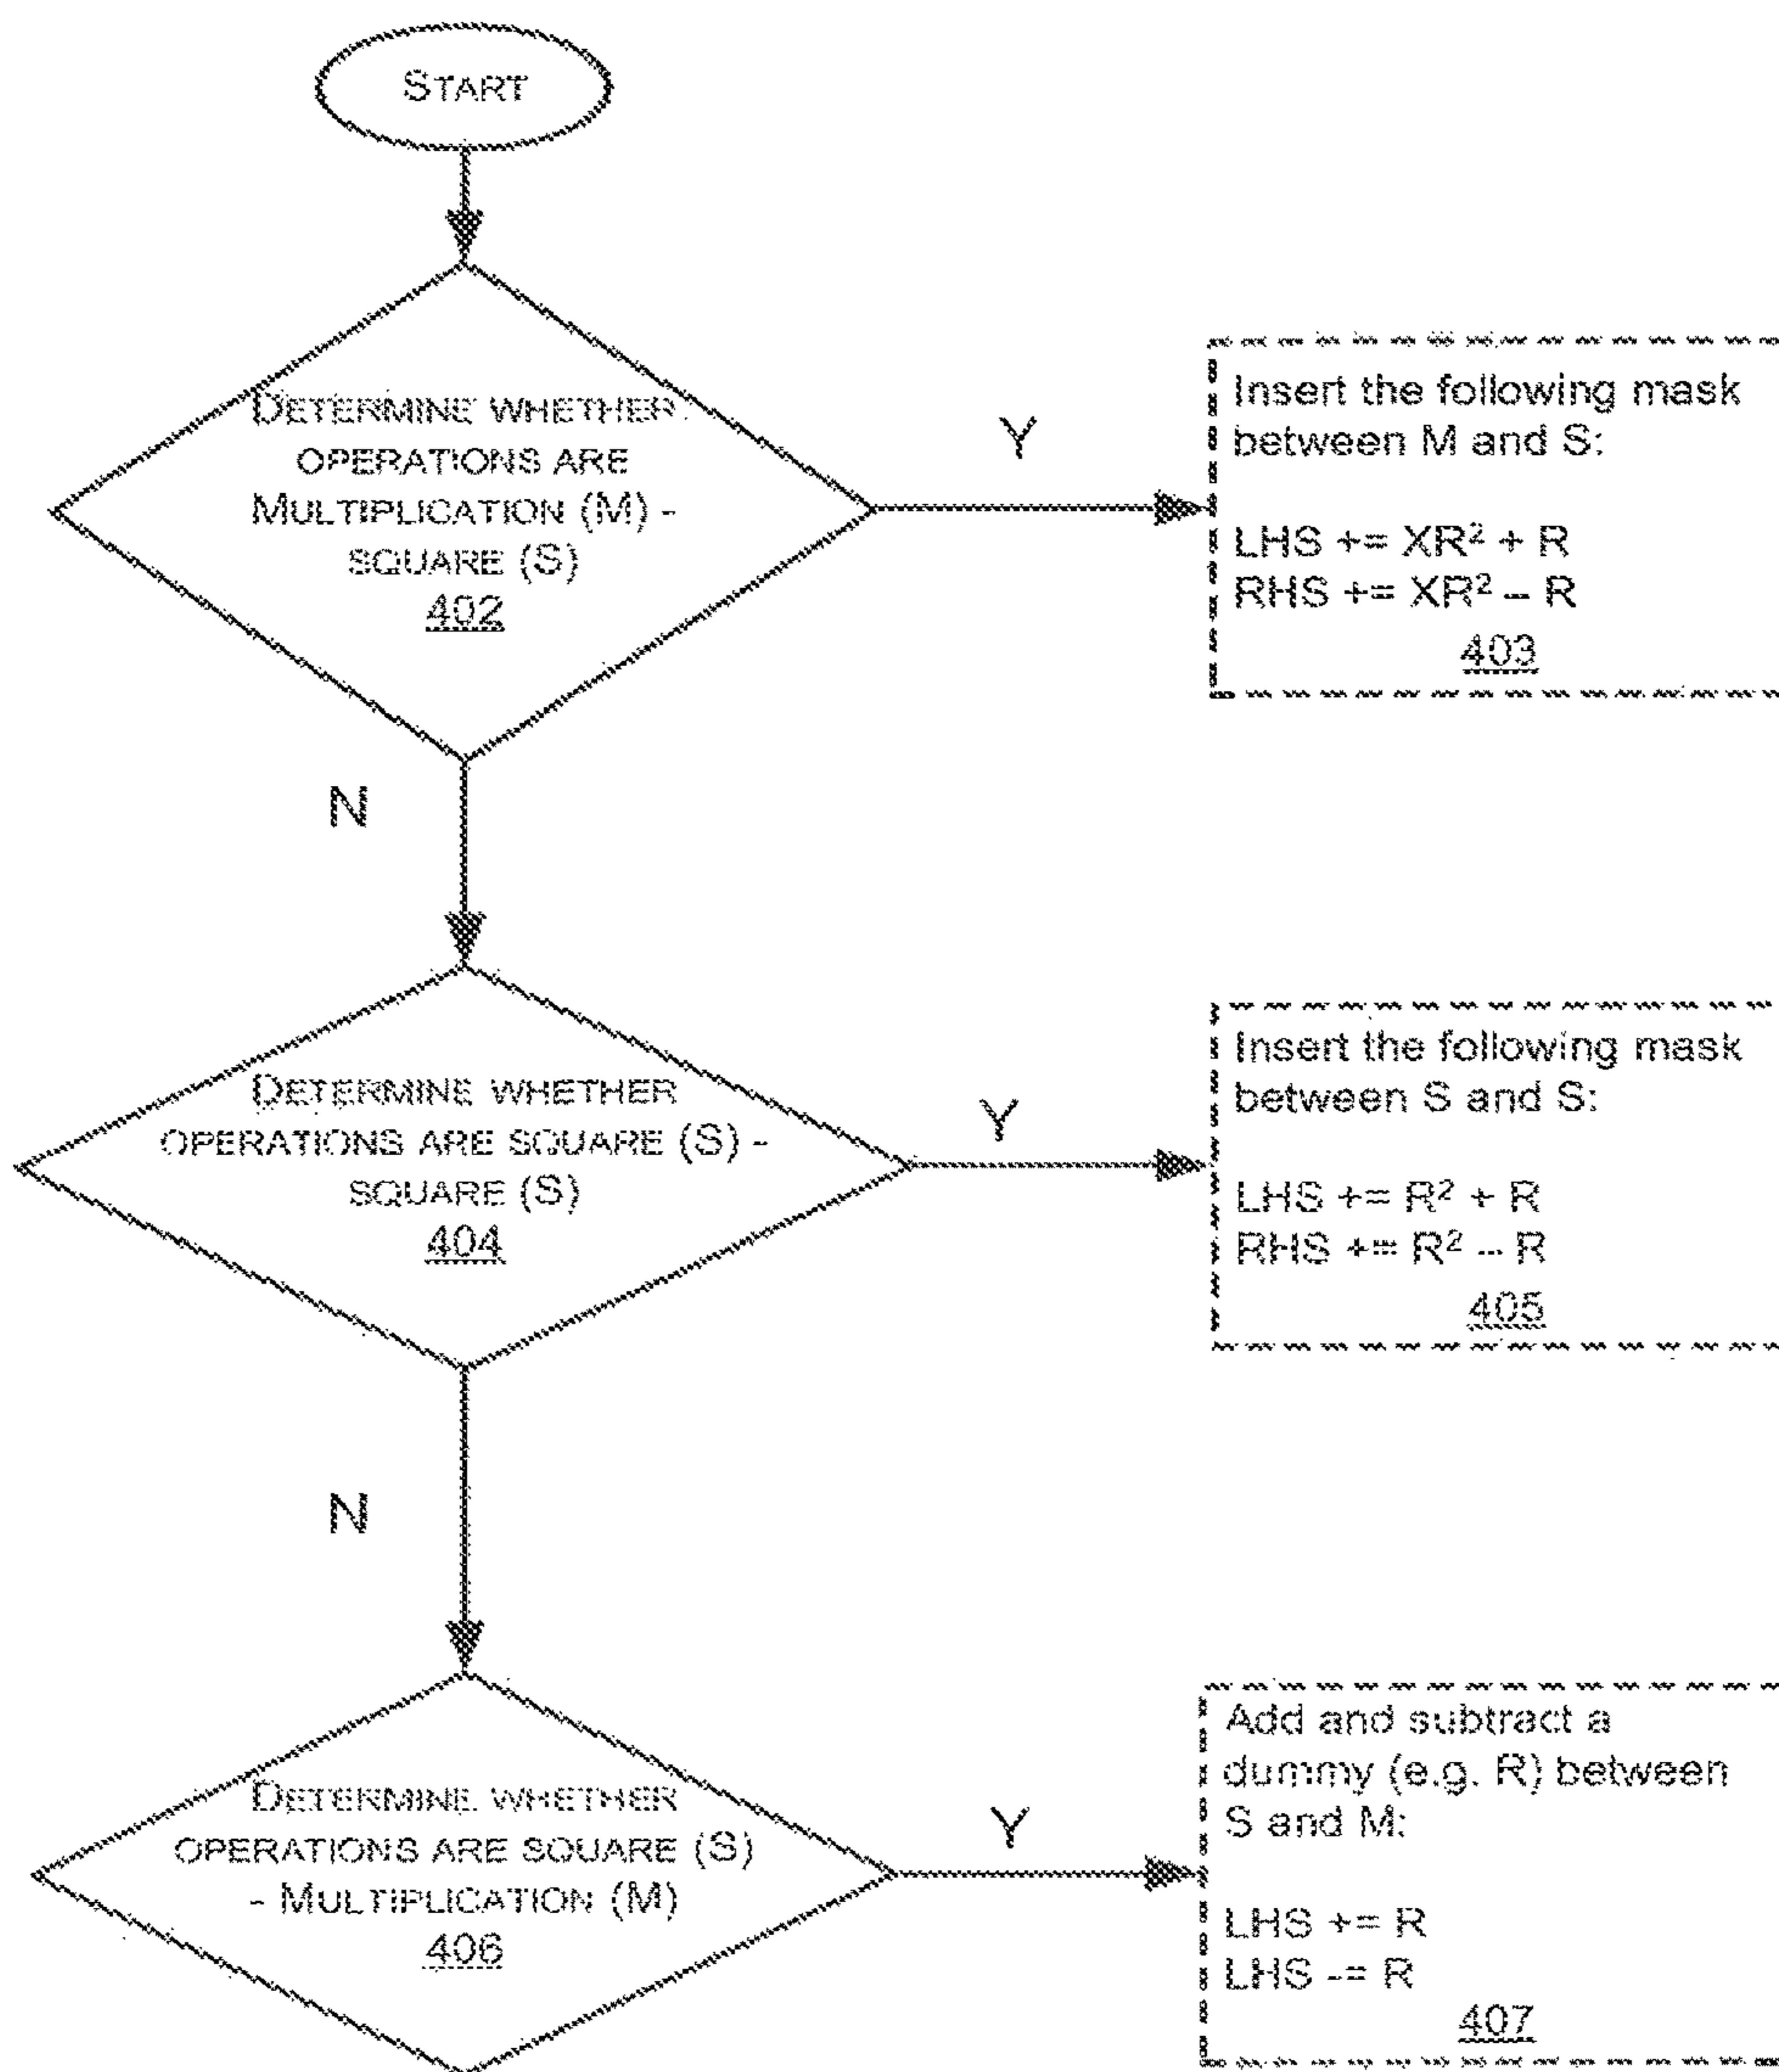 START
DETERMINE WHETHER
OPERATIONS ARE
MULTIPLICATION (M) -
SQUARE (S)
402
Y
Insert the following mask
between M and S:
LHS += XR² + R
RHS += XR² – R
403
N
DETERMINE WHETHER
OPERATIONS ARE SQUARE (S) -
SQUARE (S)
404
Y
Insert the following mask
between S and S:
LHS += R² + R
RHS += R² – R
405
N
DETERMINE WHETHER
OPERATIONS ARE SQUARE (S)
- MULTIPLICATION (M)
406
Y
Add and subtract a
dummy (e.g. R) between
S and M:
LHS += R
LHS -= R
407